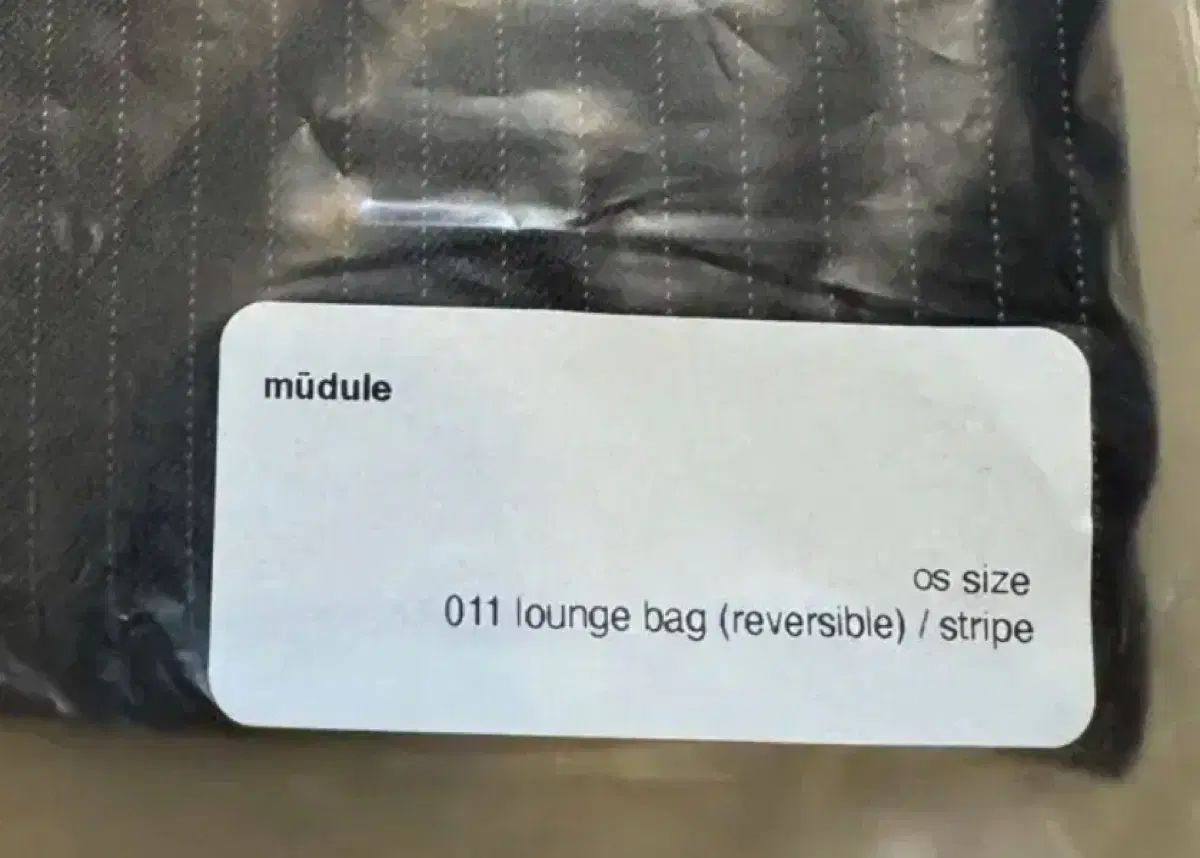 mūdule
os size
011 lounge bag (reversible) / stripe